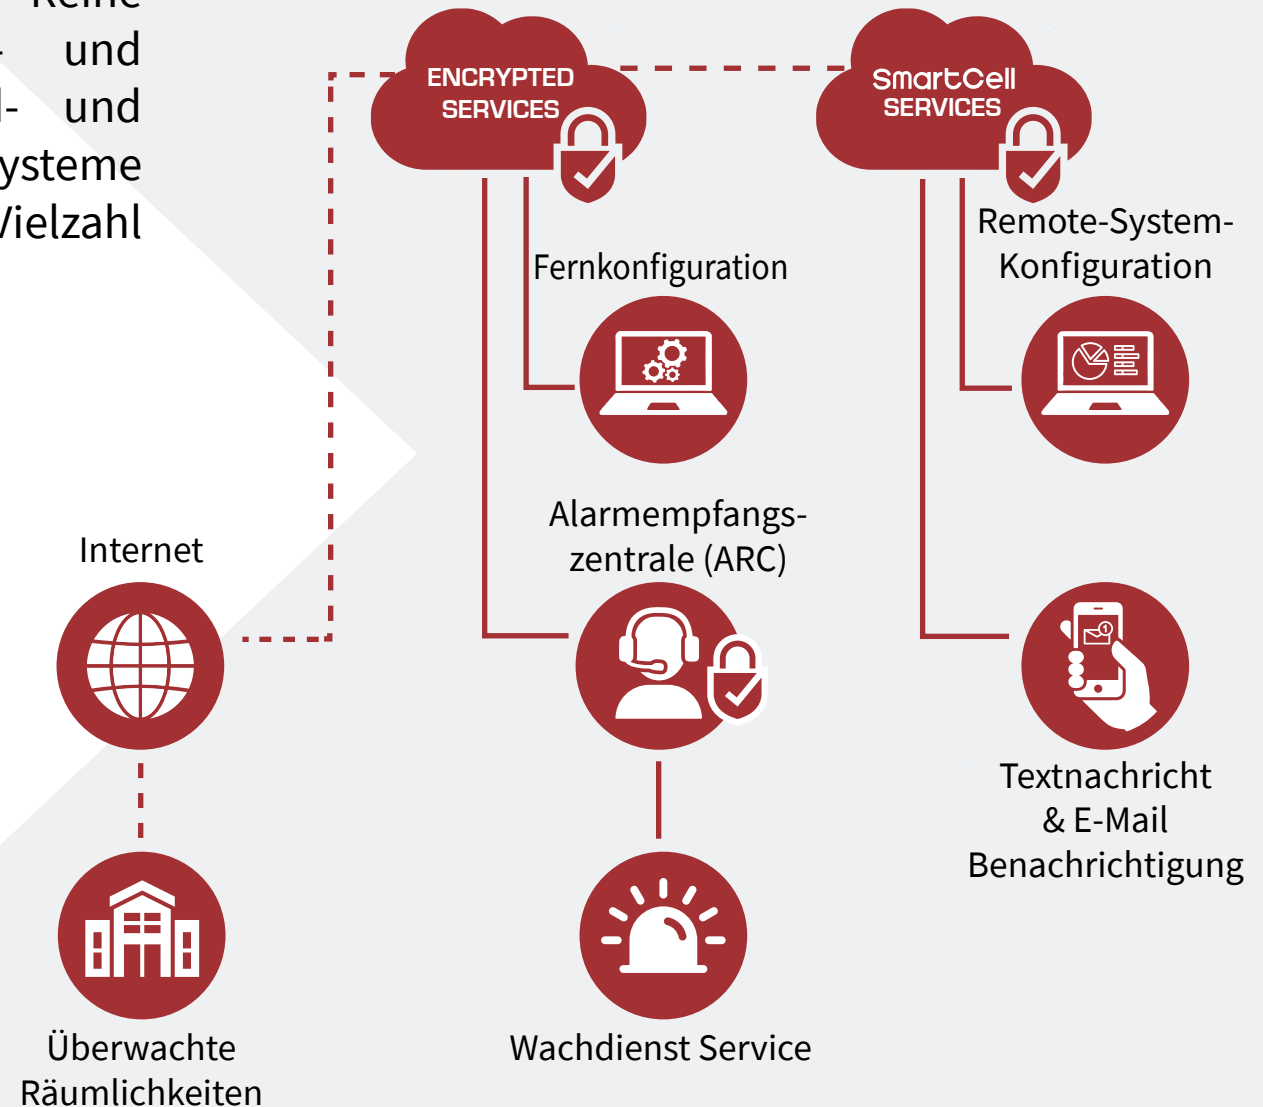 und
und
Vielzahl
ENCRYPTED
SERVICES
SmartCell
SERVICES
Fernkonfiguration
Remote-System-
Konfiguration
Internet
Alarmempfangs-
zentrale (ARC)
Textnachricht
& E-Mail
Benachrichtigung
Überwachte
Räumlichkeiten
Wachdienst Service